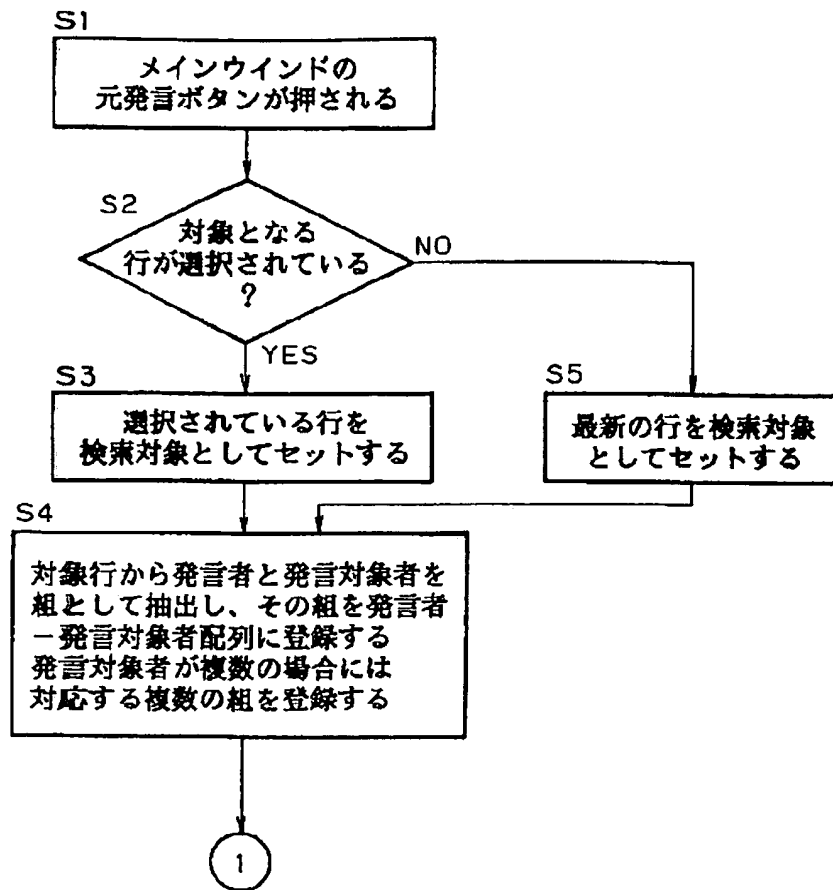 S1
メインウインドの
元発言ボタンが押される
S2
対象となる
行が選択されている
?
NO
YES
S3
選択されている行を
検索対象としてセットする
S5
最新の行を検索対象
としてセットする
S4
対象行から発言者と発言対象者を
組として抽出し、その組を発言者
－発言対象者配列に登録する
発言対象者が複数の場合には
対応する複数の組を登録する
1